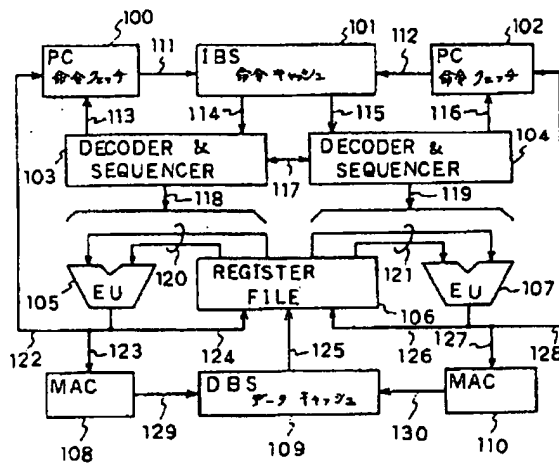 100
101
102
PC
命令フェッチ
111
IBS
命令キャッシュ
112
PC
命令フェッチ
113
114
115
116
103
DECODER &
SEQUENCER
117
DECODER &
SEQUENCER
104
118
119
120
121
105
EU
REGISTER
FILE
106
EU
107
122
123
124
125
126
127
128
MAC
108
129
DBS
データキャッシュ
109
130
MAC
110